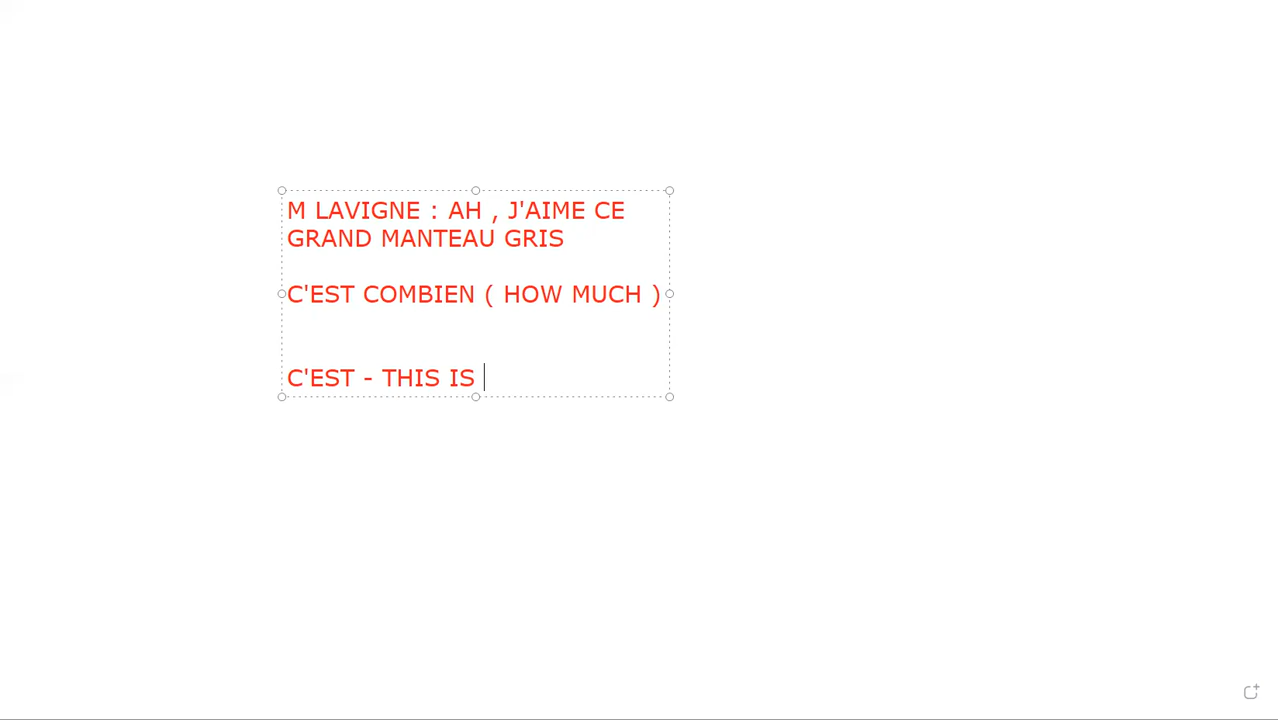 M LAVIGNE : AH , J'AIME CE
GRAND MANTEAU GRIS
C'EST COMBIEN ( HOW MUCH )
C'EST - THIS IS